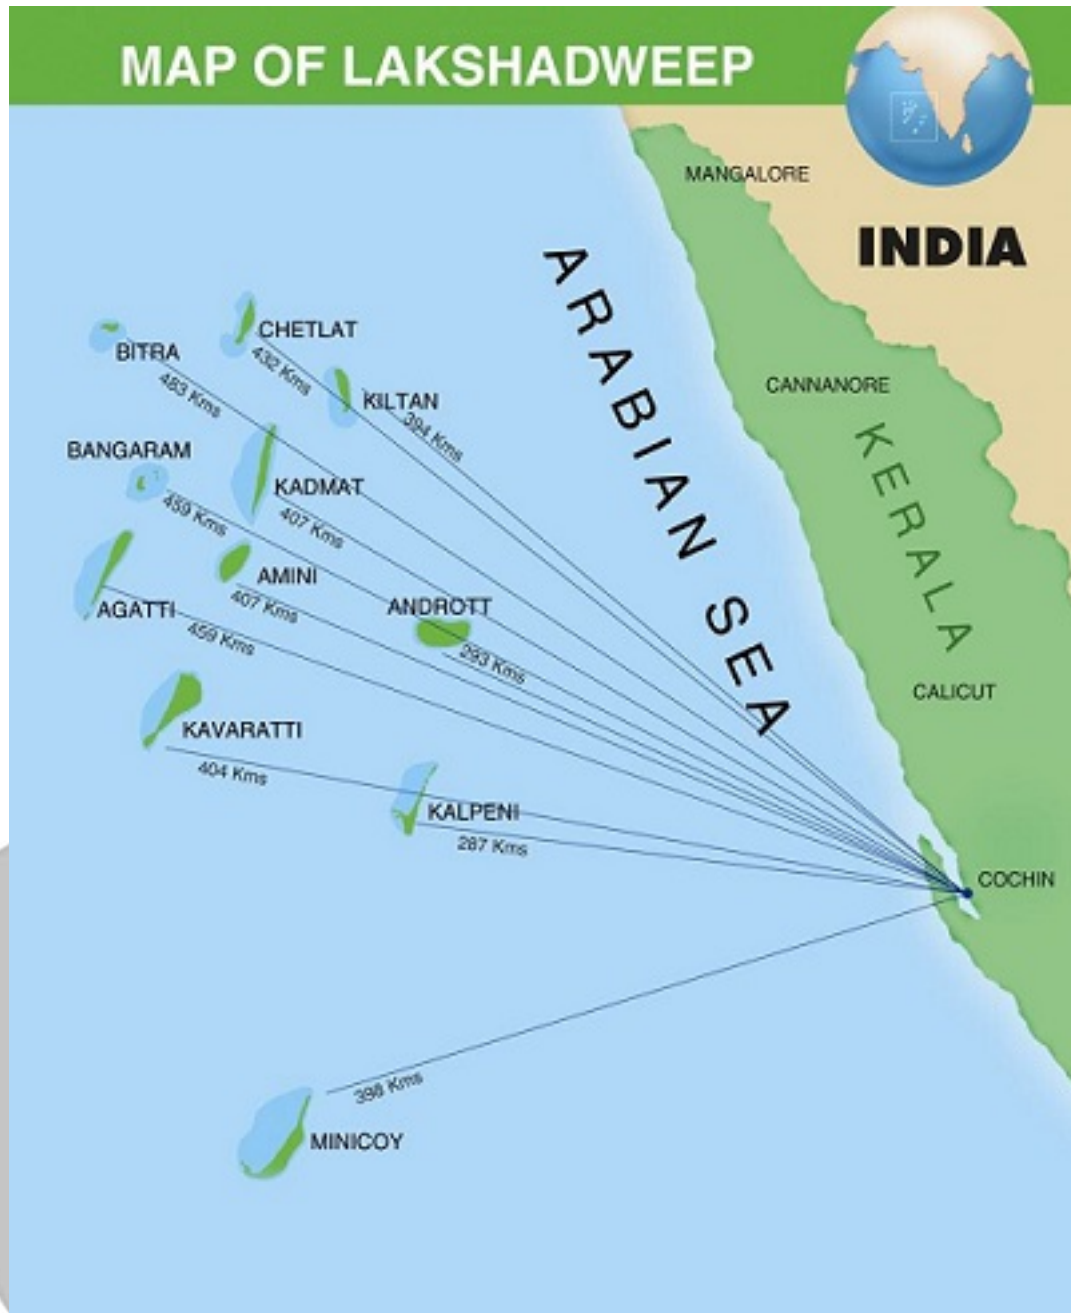 MAP OF LAKSHADWEEP
MANGALORE
INDIA
ARABIAN SEA
CHETLAT
432 Kms
BITRA
483 Kms
KILTAN
394 Kms
CANNANORE
KERALA
BANGARAM
459 Kms
KADMAT
407 Kms
AMINI
407 Kms
ANDROTT
293 Kms
AGATTI
459 Kms
CALICUT
KAVARATTI
404 Kms
KALPENI
287 Kms
COCHIN
398 Kms
MINICOY